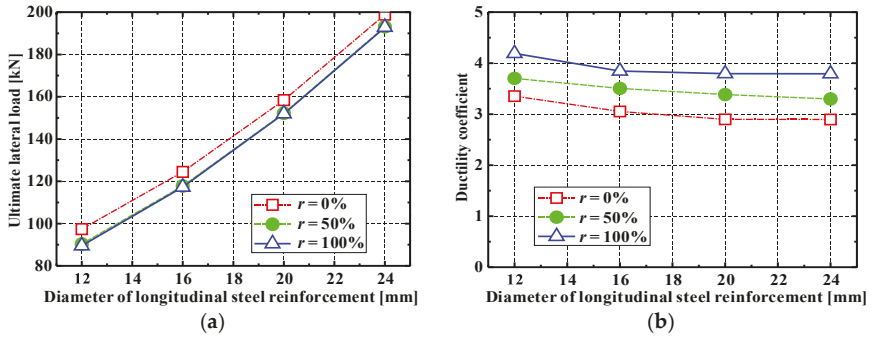 200
180
160
140
120
100
80
Ultimate lateral load [kN]
r = 0%
r = 50%
r = 100%
12 14 16 18 20 22 24
Diameter of longitudinal steel reinforcement [mm]
(a)
5
4
3
2
1
0
Ductility coefficient
r = 0%
r = 50%
r = 100%
12 14 16 18 20 22 24
Diameter of longitudinal steel reinforcement [mm]
(b)